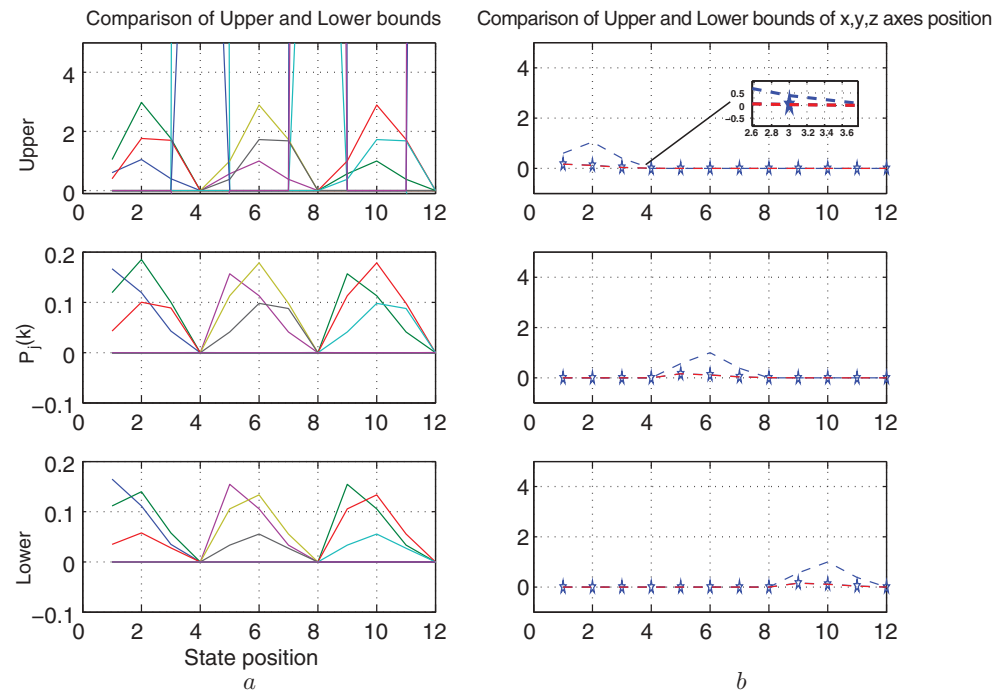 Comparison of Upper and Lower bounds
Upper
4
2
0
0 2 4 6 8 10 12
P_j(k)
0.2
0.1
0
−0.1
0 2 4 6 8 10 12
Lower
0.2
0.1
0
−0.1
0 2 4 6 8 10 12
State position
a
Comparison of Upper and Lower bounds of x,y,z axes position
4
2
0
0.5
0
−0.5
2.6 2.8 3 3.2 3.4 3.6
0 2 4 6 8 10 12
4
2
0
0 2 4 6 8 10 12
4
2
0
0 2 4 6 8 10 12
b